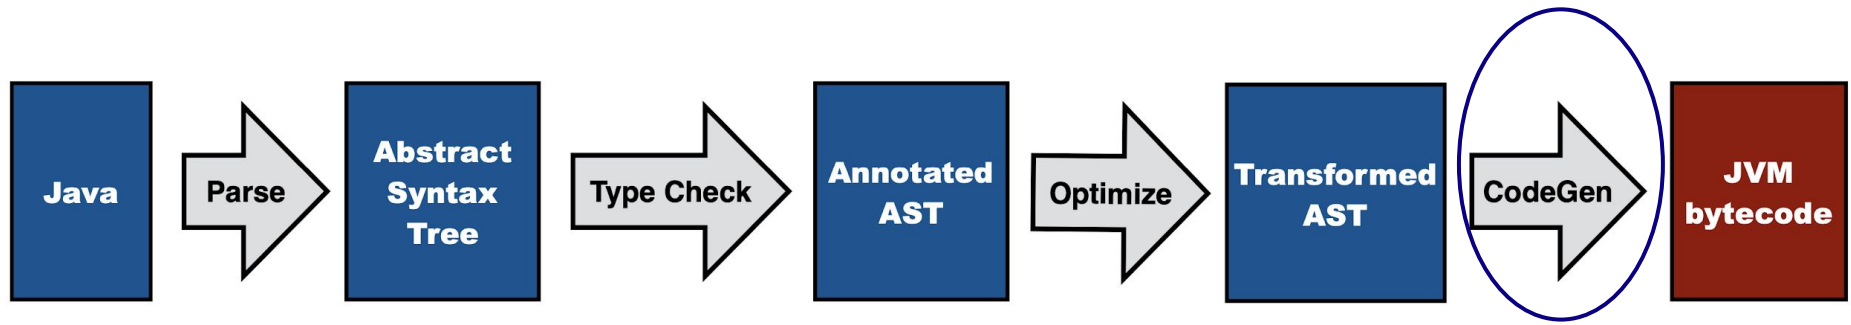 Java
Parse
Abstract
Syntax
Tree
Type Check
Annotated
AST
Optimize
Transformed
AST
CodeGen
JVM
bytecode